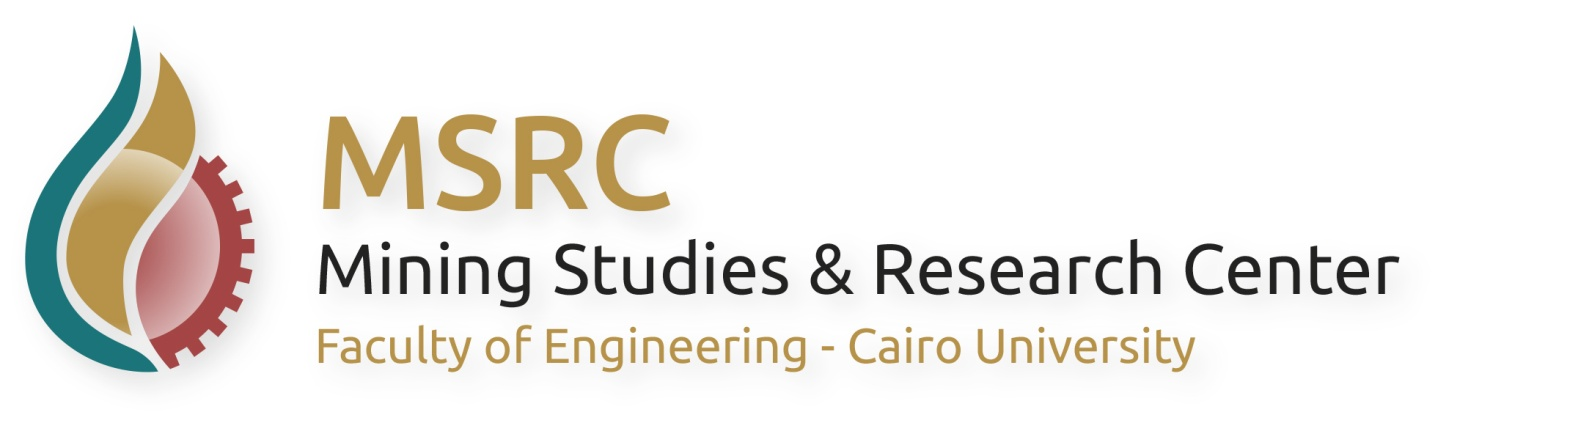 MSRC
Mining Studies & Research Center
Faculty of Engineering - Cairo University